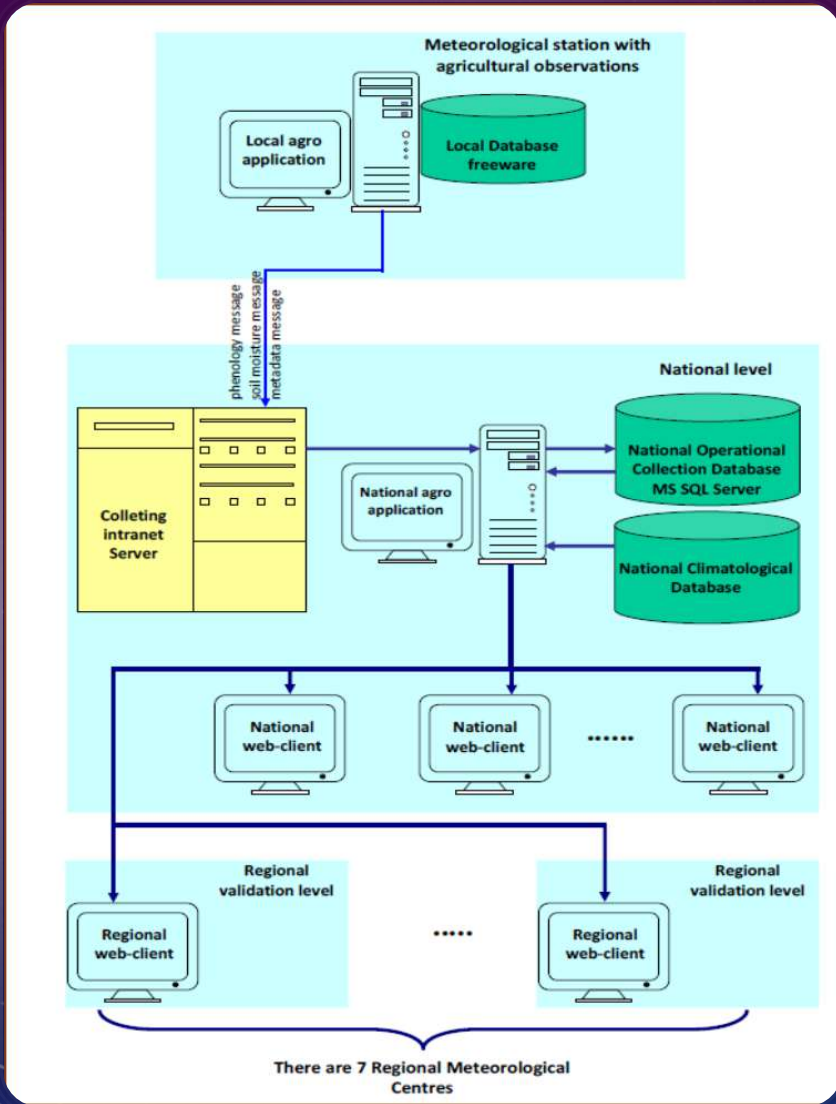 Meteorological station with
agricultural observations
Local agro
application
Local Database
freeware
phenology message
soil moisture message
metadata message
National level
Colleting
intranet
Server
National agro
application
National Operational
Collection Database
MS SQL Server
National Climatological
Database
National
web-client
National
web-client
......
National
web-client
Regional
validation level
Regional
web-client
.....
Regional
validation level
Regional
web-client
There are 7 Regional Meteorological
Centres